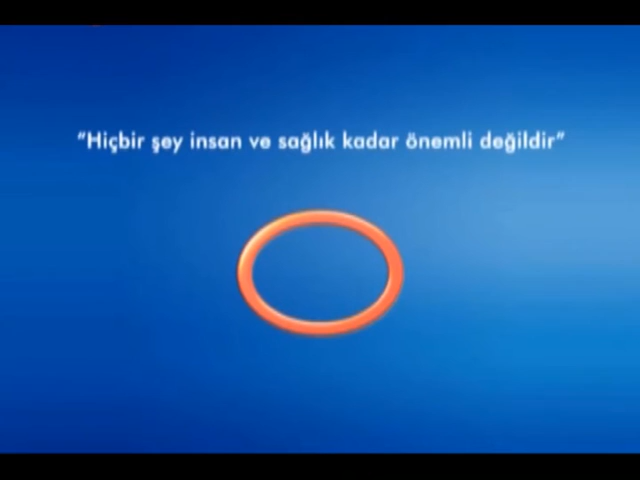 “Hiçbir şey insan ve sağlık kadar önemli değildir”